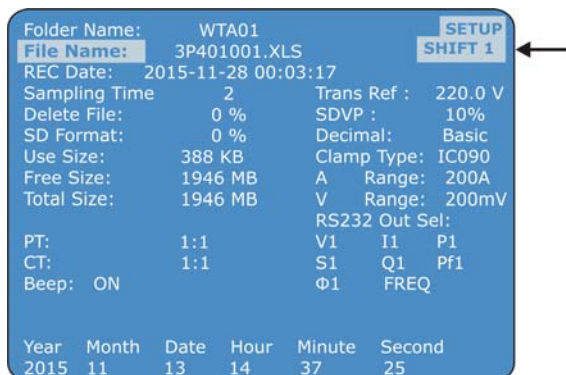 Folder Name: WTA01 SETUP
File Name: 3P401001.XLS SHIFT 1
REC Date: 2015-11-28 00:03:17
Sampling Time 2 Trans Ref : 220.0 V
Delete File: 0 % SDVP : 10%
SD Format: 0 % Decimal: Basic
Use Size: 388 KB Clamp Type: IC090
Free Size: 1946 MB A Range: 200A
Total Size: 1946 MB V Range: 200mV
RS232 Out Sel:
PT: 1:1 V1 I1 P1
CT: 1:1 S1 Q1 Pf1
Beep: ON Φ1 FREQ
Year Month Date Hour Minute Second
2015 11 13 14 37 25